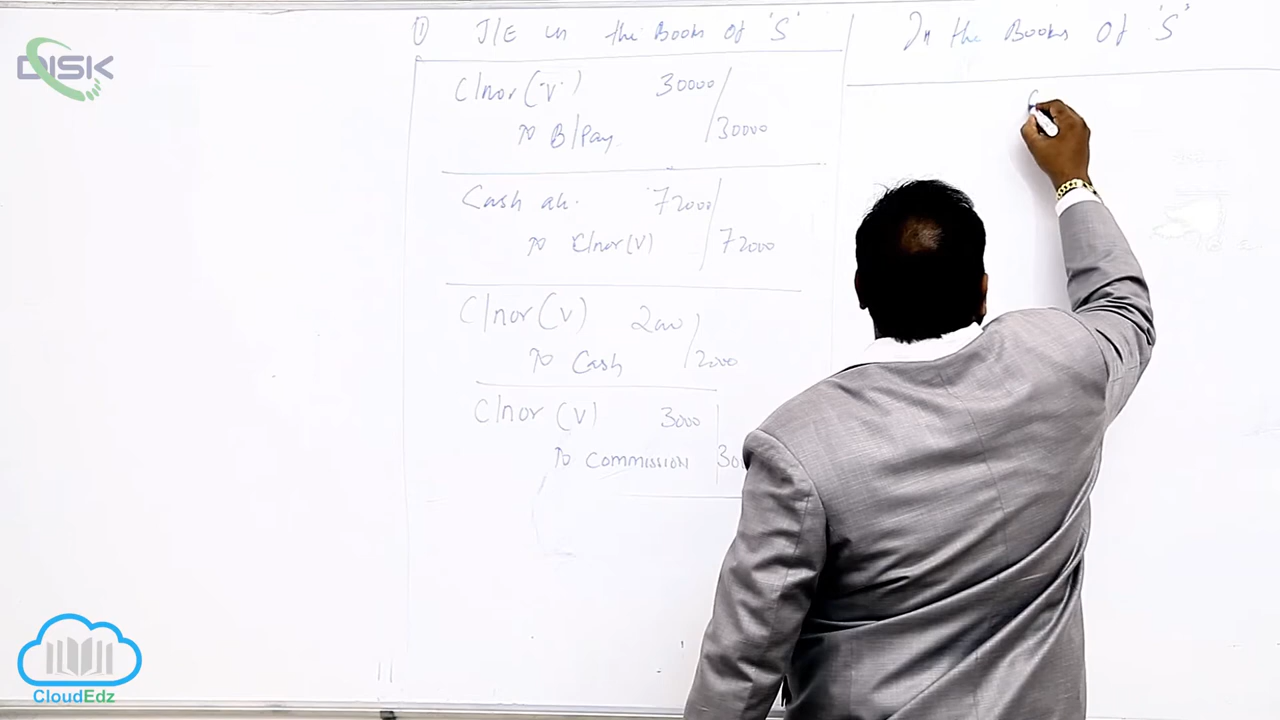 DISK
① J/E in the Books Of 'S'
C/nor ("V") 30000
To B/Pay 30000
Cash a/c. 72000
To C/nor (V) 72000
C/nor (V) 2000
To Cash 2000
C/nor (V) 3000
To COMMISSION
In the Books Of 'S'
CloudEdz